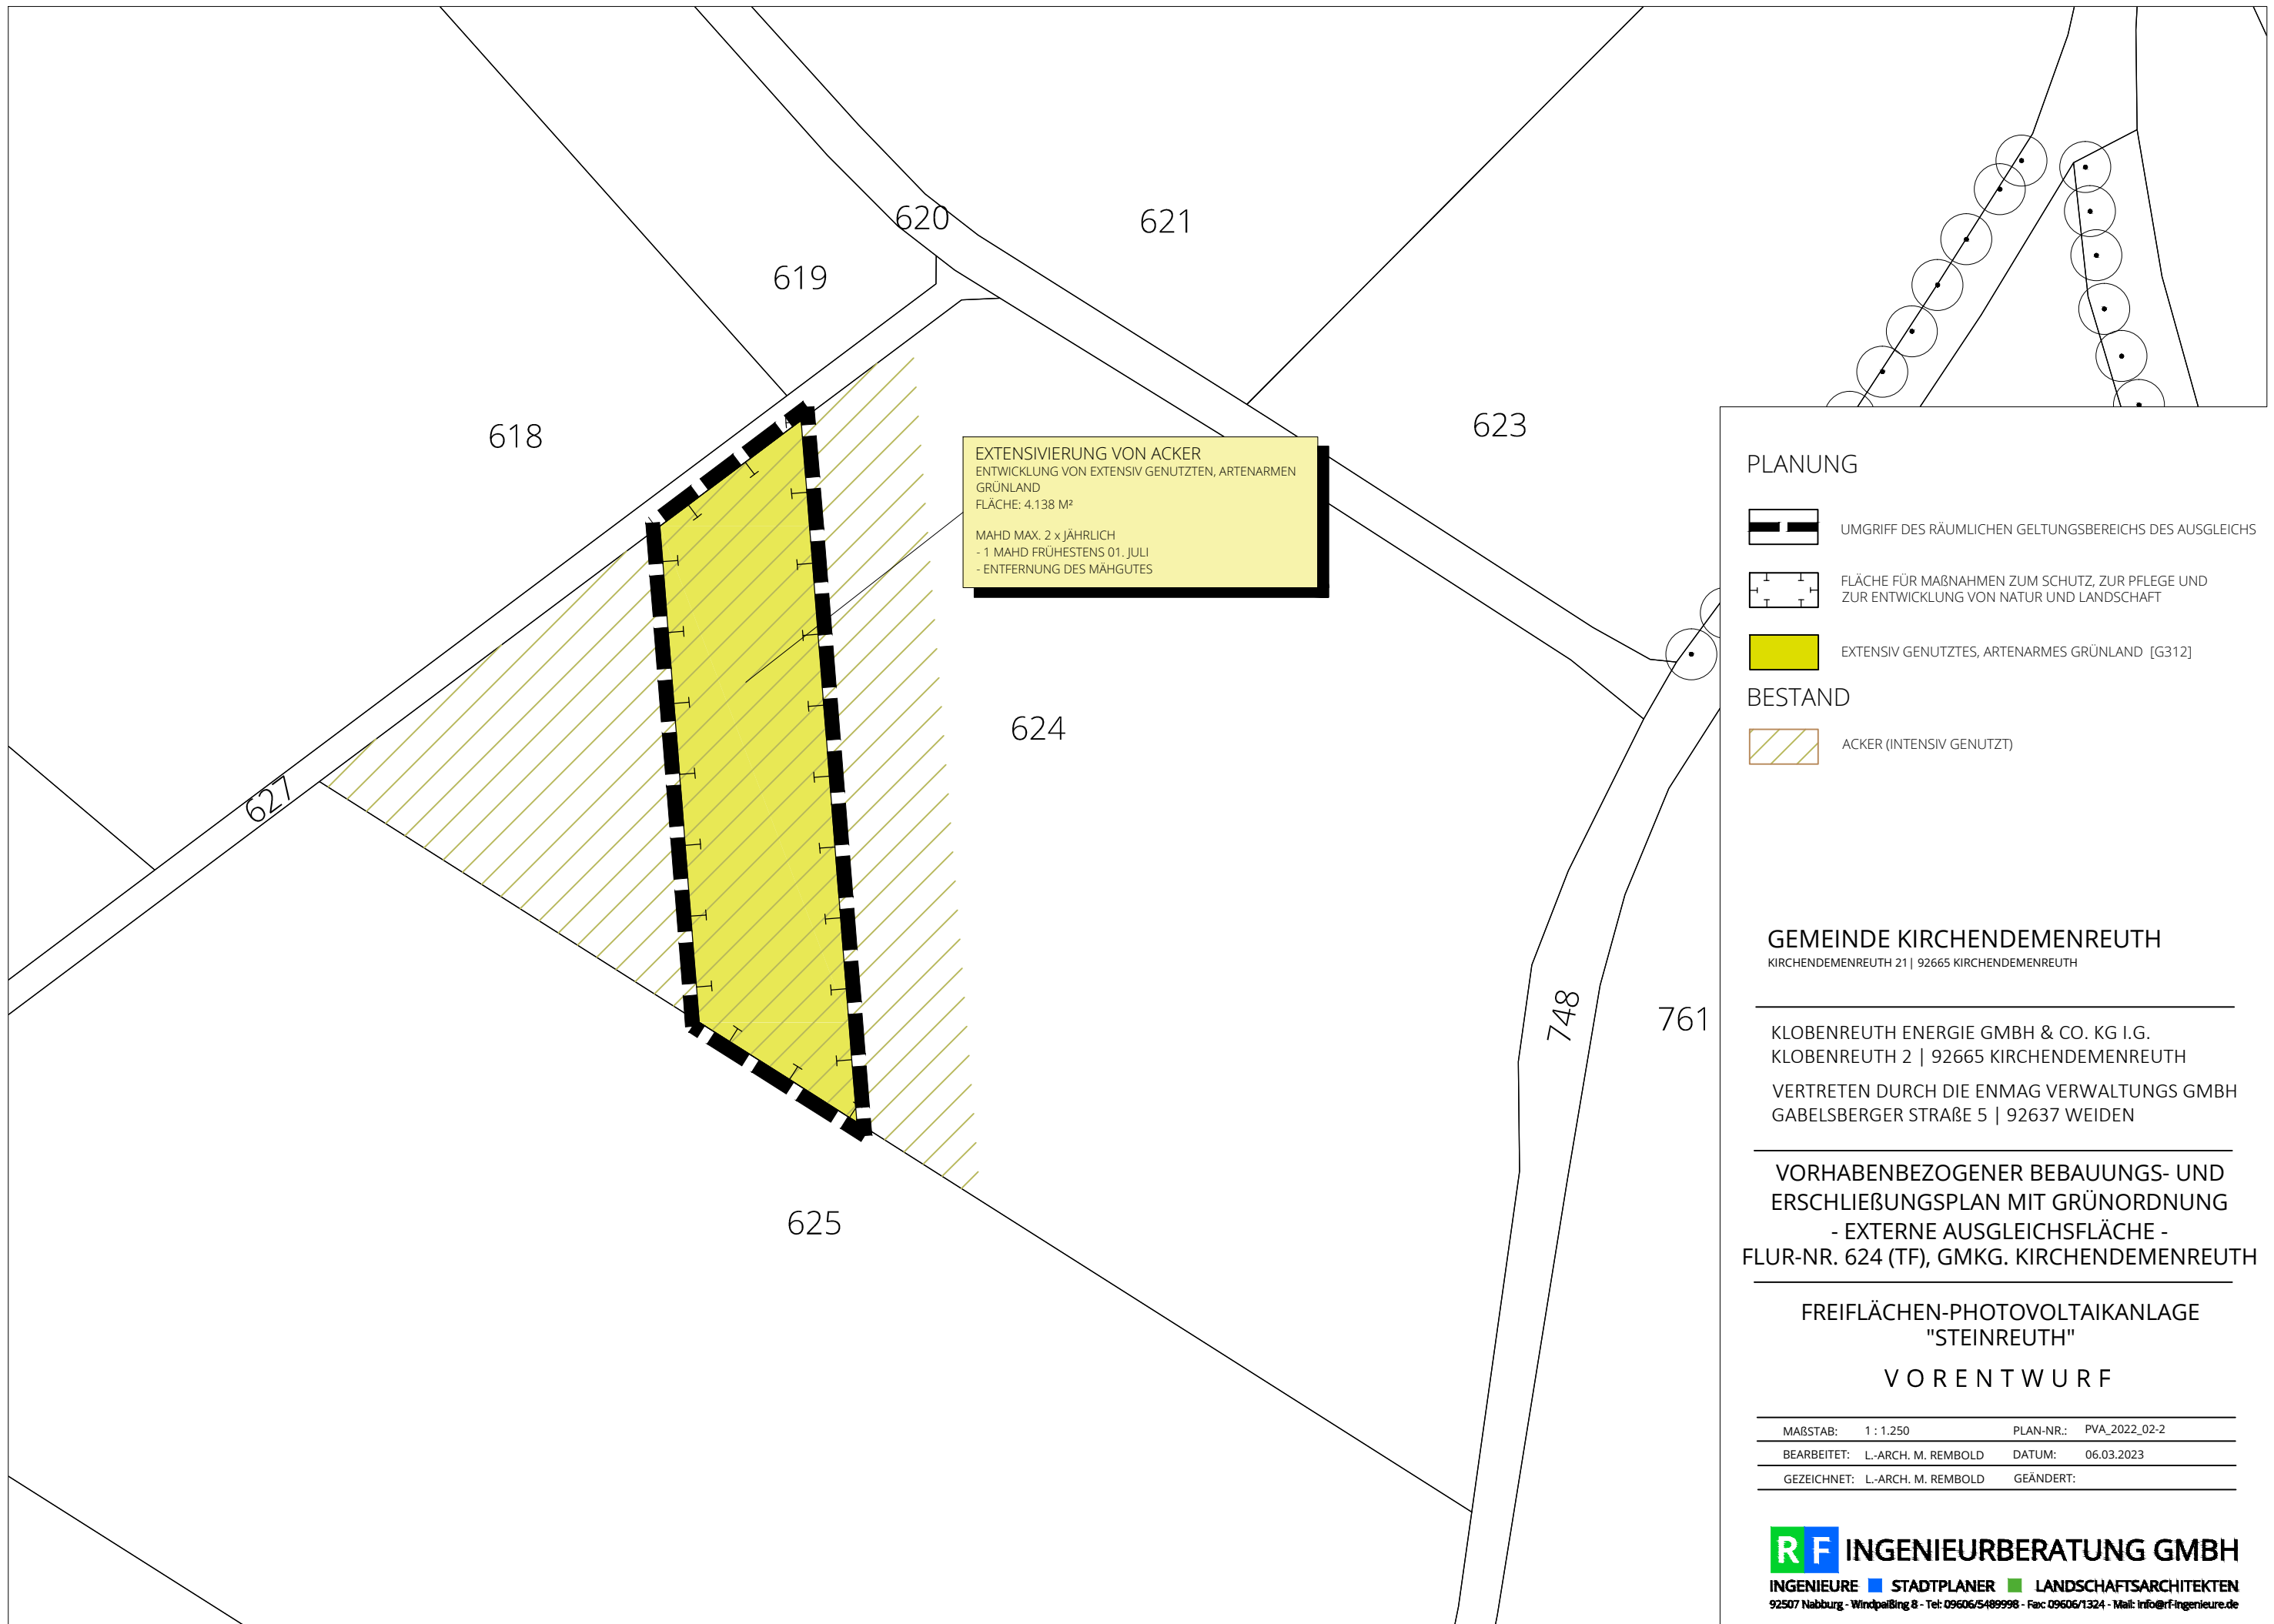 620
621
619
618
623
EXTENSIVIERUNG VON ACKER
ENTWICKLUNG VON EXTENSIV GENUTZTEN, ARTENARMEN
GRÜNLAND
FLÄCHE: 4.138 M²
MAHD MAX. 2 x JÄHRLICH
- 1 MAHD FRÜHESTENS 01. JULI
- ENTFERNUNG DES MÄHGUTES
624
627
748
761
625
PLANUNG
UMGRIFF DES RÄUMLICHEN GELTUNGSBEREICHS DES AUSGLEICHS
FLÄCHE FÜR MAßNAHMEN ZUM SCHUTZ, ZUR PFLEGE UND
ZUR ENTWICKLUNG VON NATUR UND LANDSCHAFT
EXTENSIV GENUTZTES, ARTENARMES GRÜNLAND [G312]
BESTAND
ACKER (INTENSIV GENUTZT)
GEMEINDE KIRCHENDEMENREUTH
KIRCHENDEMENREUTH 21| 92665 KIRCHENDEMENREUTH
KLOBENREUTH ENERGIE GMBH & CO. KG I.G.
KLOBENREUTH 2 | 92665 KIRCHENDEMENREUTH
VERTRETEN DURCH DIE ENMAG VERWALTUNGS GMBH
GABELSBERGER STRAßE 5 | 92637 WEIDEN
VORHABENBEZOGENER BEBAUUNGS- UND
ERSCHLIEßUNGSPLAN MIT GRÜNORDNUNG
- EXTERNE AUSGLEICHSFLÄCHE -
FLUR-NR. 624 (TF), GMKG. KIRCHENDEMENREUTH
FREIFLÄCHEN-PHOTOVOLTAIKANLAGE
"STEINREUTH"
V O R E N T W U R F
MAßSTAB: 1 : 1.250 PLAN-NR.: PVA_2022_02-2
BEARBEITET: L.-ARCH. M. REMBOLD DATUM: 06.03.2023
GEZEICHNET: L.-ARCH. M. REMBOLD GEÄNDERT:
R F INGENIEURBERATUNG GMBH
INGENIEURE STADTPLANER LANDSCHAFTSARCHITEKTEN
92507 Nabburg - Windpaißing 8 - Tel: 09606/5489998 - Fax: 09606/1324 - Mail: info@rf-ingenieure.de